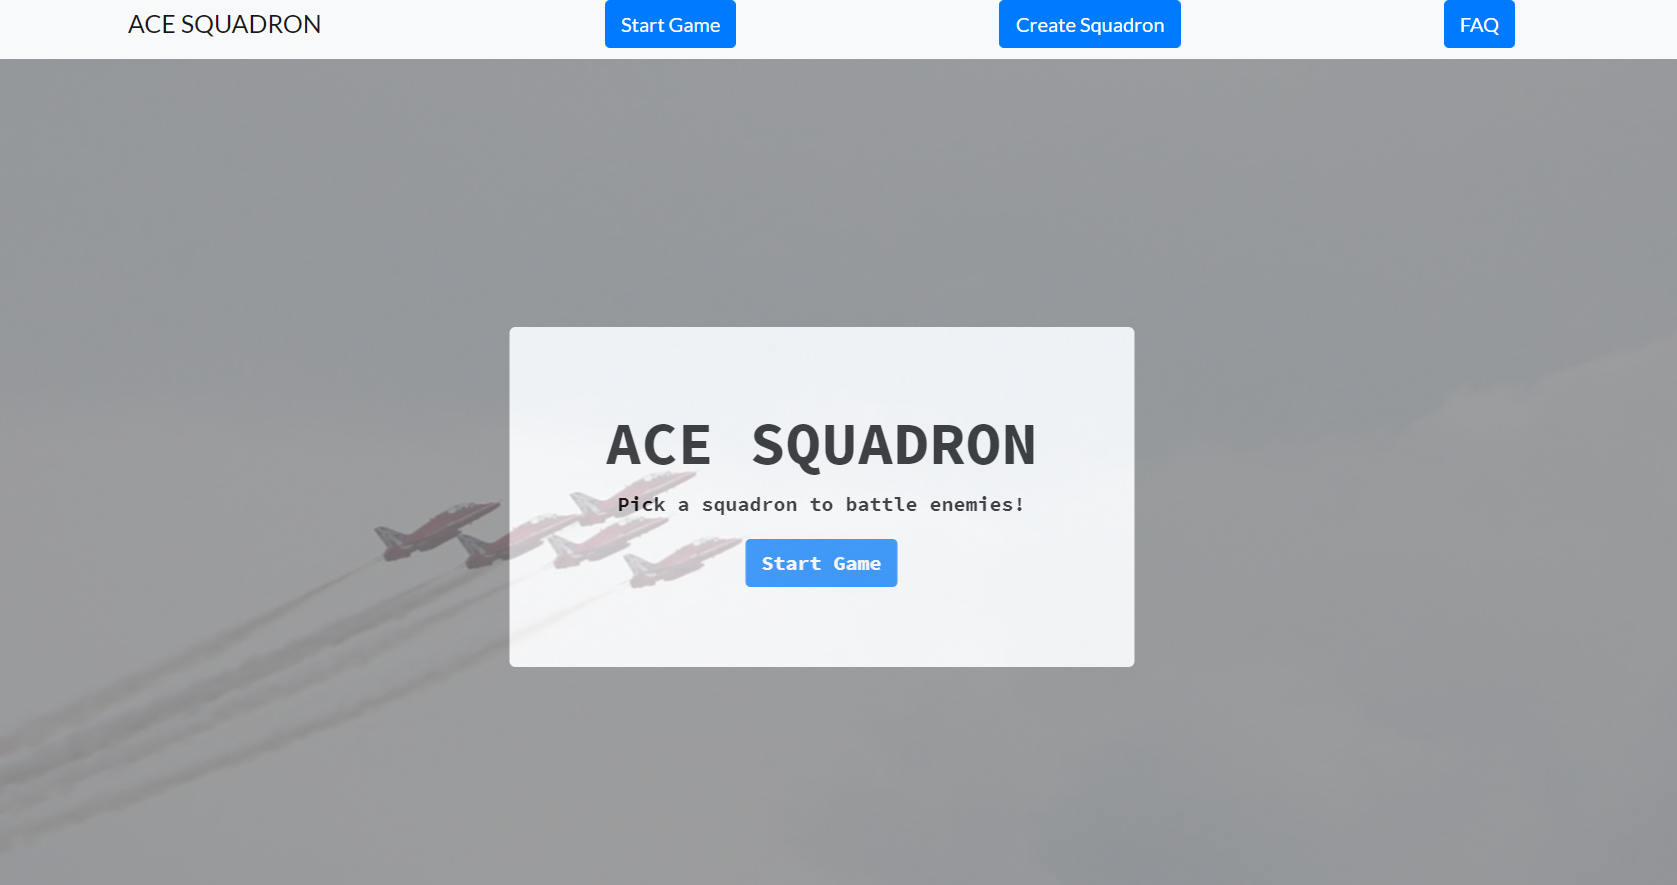 ACE SQUADRON
Start Game
Create Squadron
FAQ
ACE SQUADRON
Pick a squadron to battle enemies!
Start Game